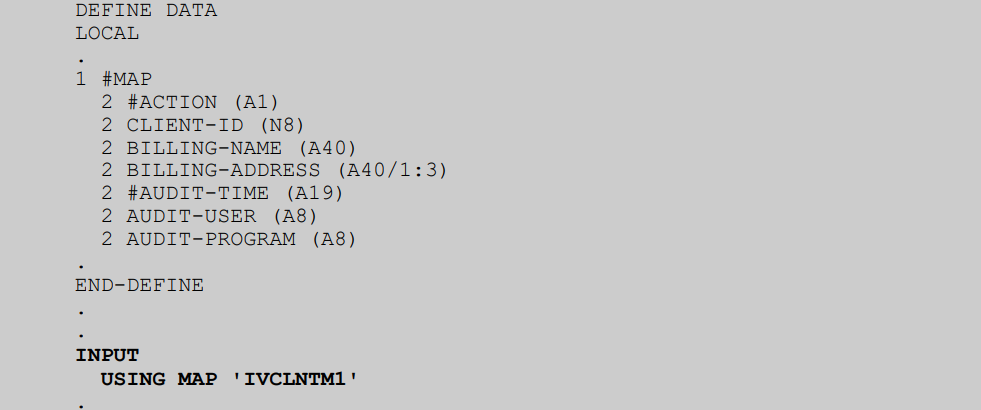 DEFINE DATA
LOCAL
.
1 #MAP
2 #ACTION (A1)
2 CLIENT-ID (N8)
2 BILLING-NAME (A40)
2 BILLING-ADDRESS (A40/1:3)
2 #AUDIT-TIME (A19)
2 AUDIT-USER (A8)
2 AUDIT-PROGRAM (A8)
.
END-DEFINE
.
.
INPUT
USING MAP 'IVCLNTM1'
.